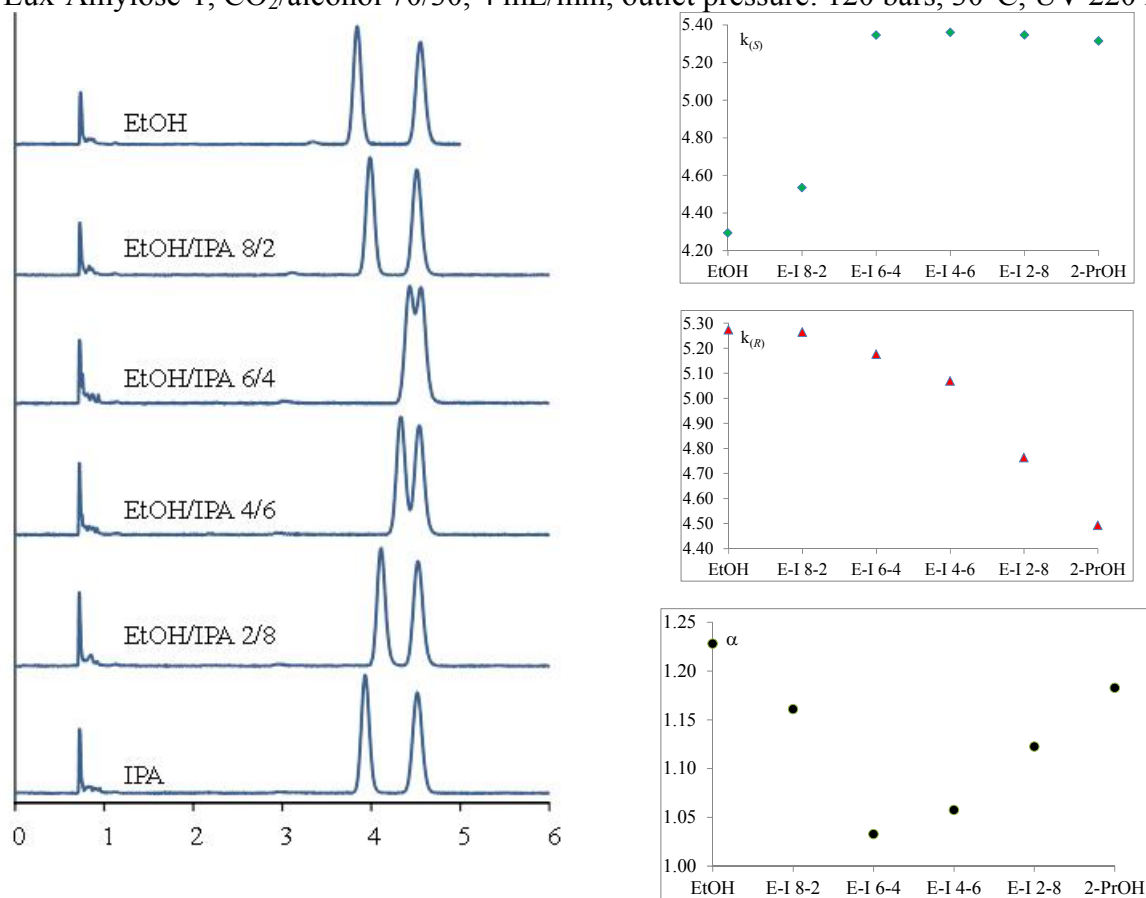 Lux-Amylose-1, CO2/alcohol 70/30, 4 mL/min, outlet pressure: 120 bars, 30°C, UV 220
EtOH
EtOH/IPA 8/2
EtOH/IPA 6/4
EtOH/IPA 4/6
EtOH/IPA 2/8
IPA
0 1 2 3 4 5 6
k(S)
5.40
5.20
5.00
4.80
4.60
4.40
4.20
EtOH E-I 8-2 E-I 6-4 E-I 4-6 E-I 2-8 2-PrOH
k(R)
5.30
5.20
5.10
5.00
4.90
4.80
4.70
4.60
4.50
4.40
EtOH E-I 8-2 E-I 6-4 E-I 4-6 E-I 2-8 2-PrOH
α
1.25
1.20
1.15
1.10
1.05
1.00
EtOH E-I 8-2 E-I 6-4 E-I 4-6 E-I 2-8 2-PrOH